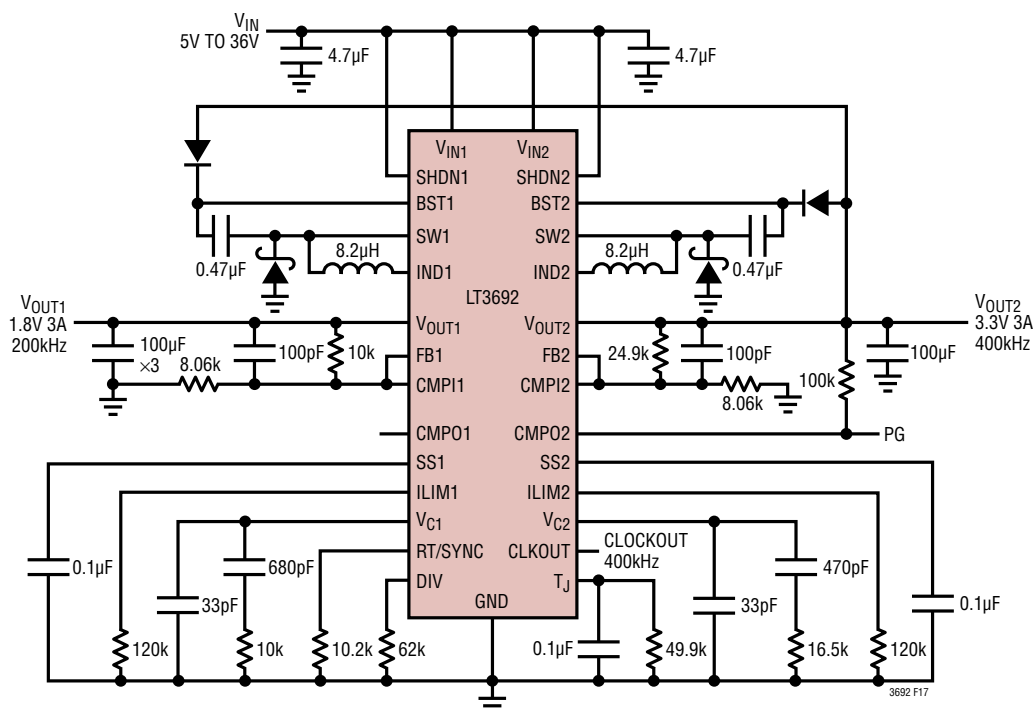 VIN
5V TO 36V
4.7µF
4.7µF
VIN1
VIN2
SHDN1
SHDN2
BST1
BST2
SW1
SW2
0.47µF
8.2µH
8.2µH
0.47µF
IND1
IND2
LT3692
VOUT1
1.8V 3A
200kHz
VOUT1
VOUT2
VOUT2
3.3V 3A
400kHz
100µF
×3
8.06k
100pF
10k
FB1
FB2
24.9k
100pF
100µF
CMPI1
CMPI2
8.06k
100k
CMPO1
CMPO2
PG
SS1
SS2
ILIM1
ILIM2
VC1
VC2
RT/SYNC
CLKOUT
CLOCKOUT
400kHz
DIV
TJ
GND
0.1µF
33pF
680pF
470pF
33pF
0.1µF
120k
10k
10.2k
62k
0.1µF
49.9k
16.5k
120k
3692 F17